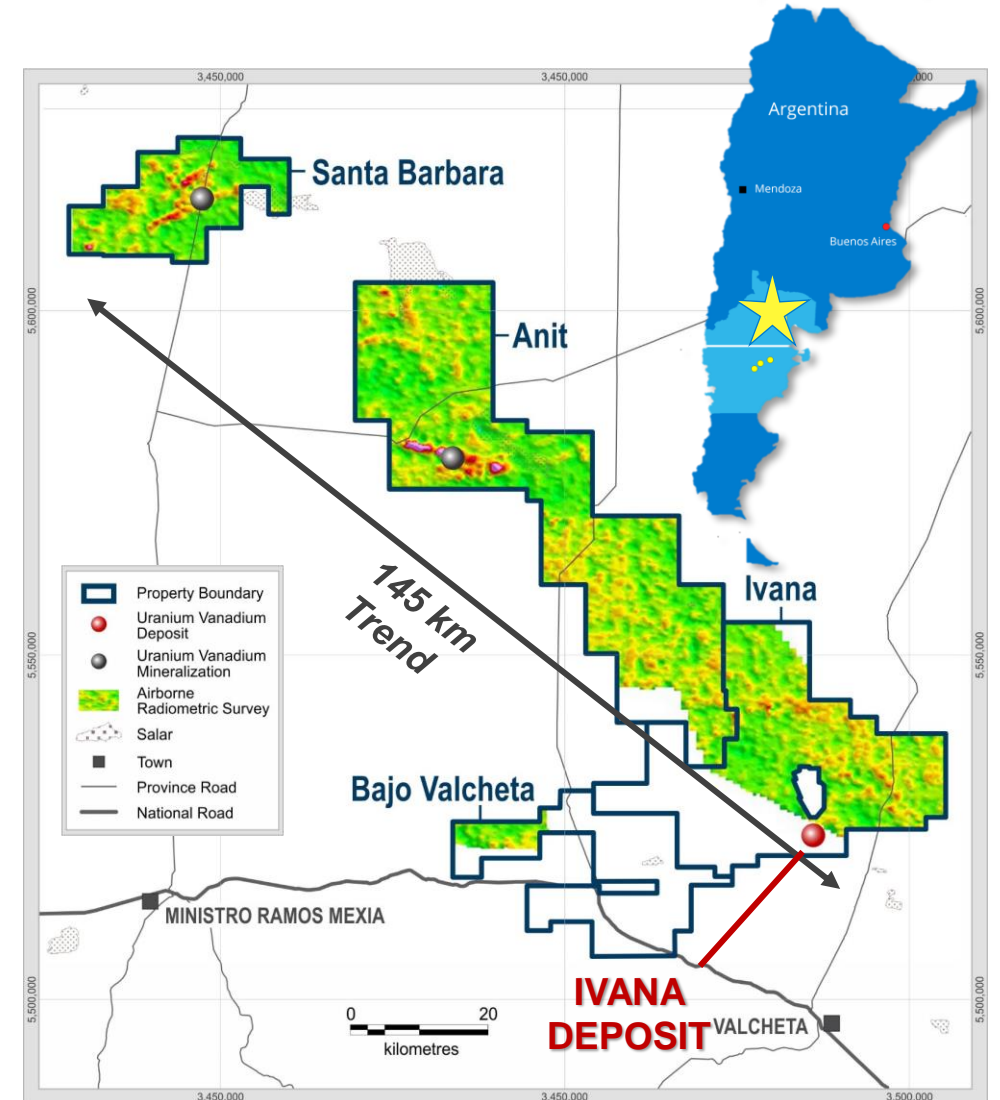 3,450,000
3,450,000
00,000
Argentina
Mendoza
Buenos Aires
Santa Barbara
5,600,000
5,600,000
Anit
145 km
Trend
Ivana
Property Boundary
Uranium Vanadium
Deposit
Uranium Vanadium
Mineralization
Airborne
Radiometric Survey
Salar
Town
Province Road
National Road
5,550,000
5,550,000
Bajo Valcheta
MINISTRO RAMOS MEXIA
IVANA
DEPOSIT
VALCHETA
0 20
kilometres
5,500,000
5,500,000
3,450,000
3,450,000
3,500,000